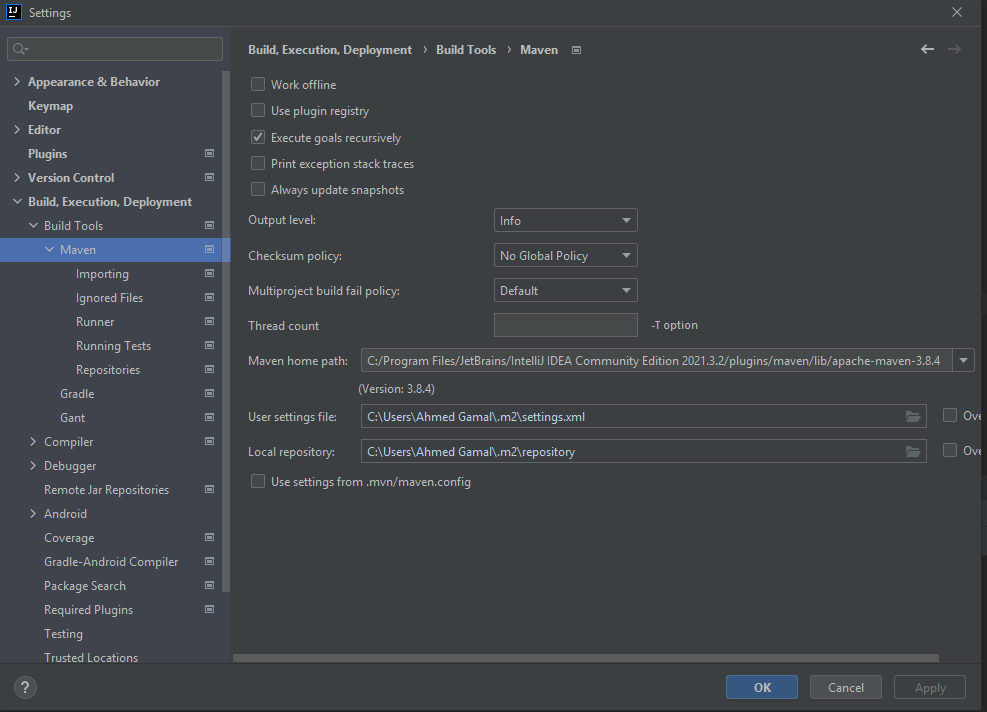 IJ Settings
Build, Execution, Deployment › Build Tools › Maven
Appearance & Behavior
Keymap
Editor
Plugins
Version Control
Build, Execution, Deployment
Build Tools
Maven
Importing
Ignored Files
Runner
Running Tests
Repositories
Gradle
Gant
Compiler
Debugger
Remote Jar Repositories
Android
Coverage
Gradle-Android Compiler
Package Search
Required Plugins
Testing
Trusted Locations
Work offline
Use plugin registry
Execute goals recursively
Print exception stack traces
Always update snapshots
Output level: Info
Checksum policy: No Global Policy
Multiproject build fail policy: Default
Thread count -T option
Maven home path: C:/Program Files/JetBrains/IntelliJ IDEA Community Edition 2021.3.2/plugins/maven/lib/apache-maven-3.8.4
(Version: 3.8.4)
User settings file: C:\Users\Ahmed Gamal\.m2\settings.xml Ove
Local repository: C:\Users\Ahmed Gamal\.m2\repository Ove
Use settings from .mvn/maven.config
? OK Cancel Apply